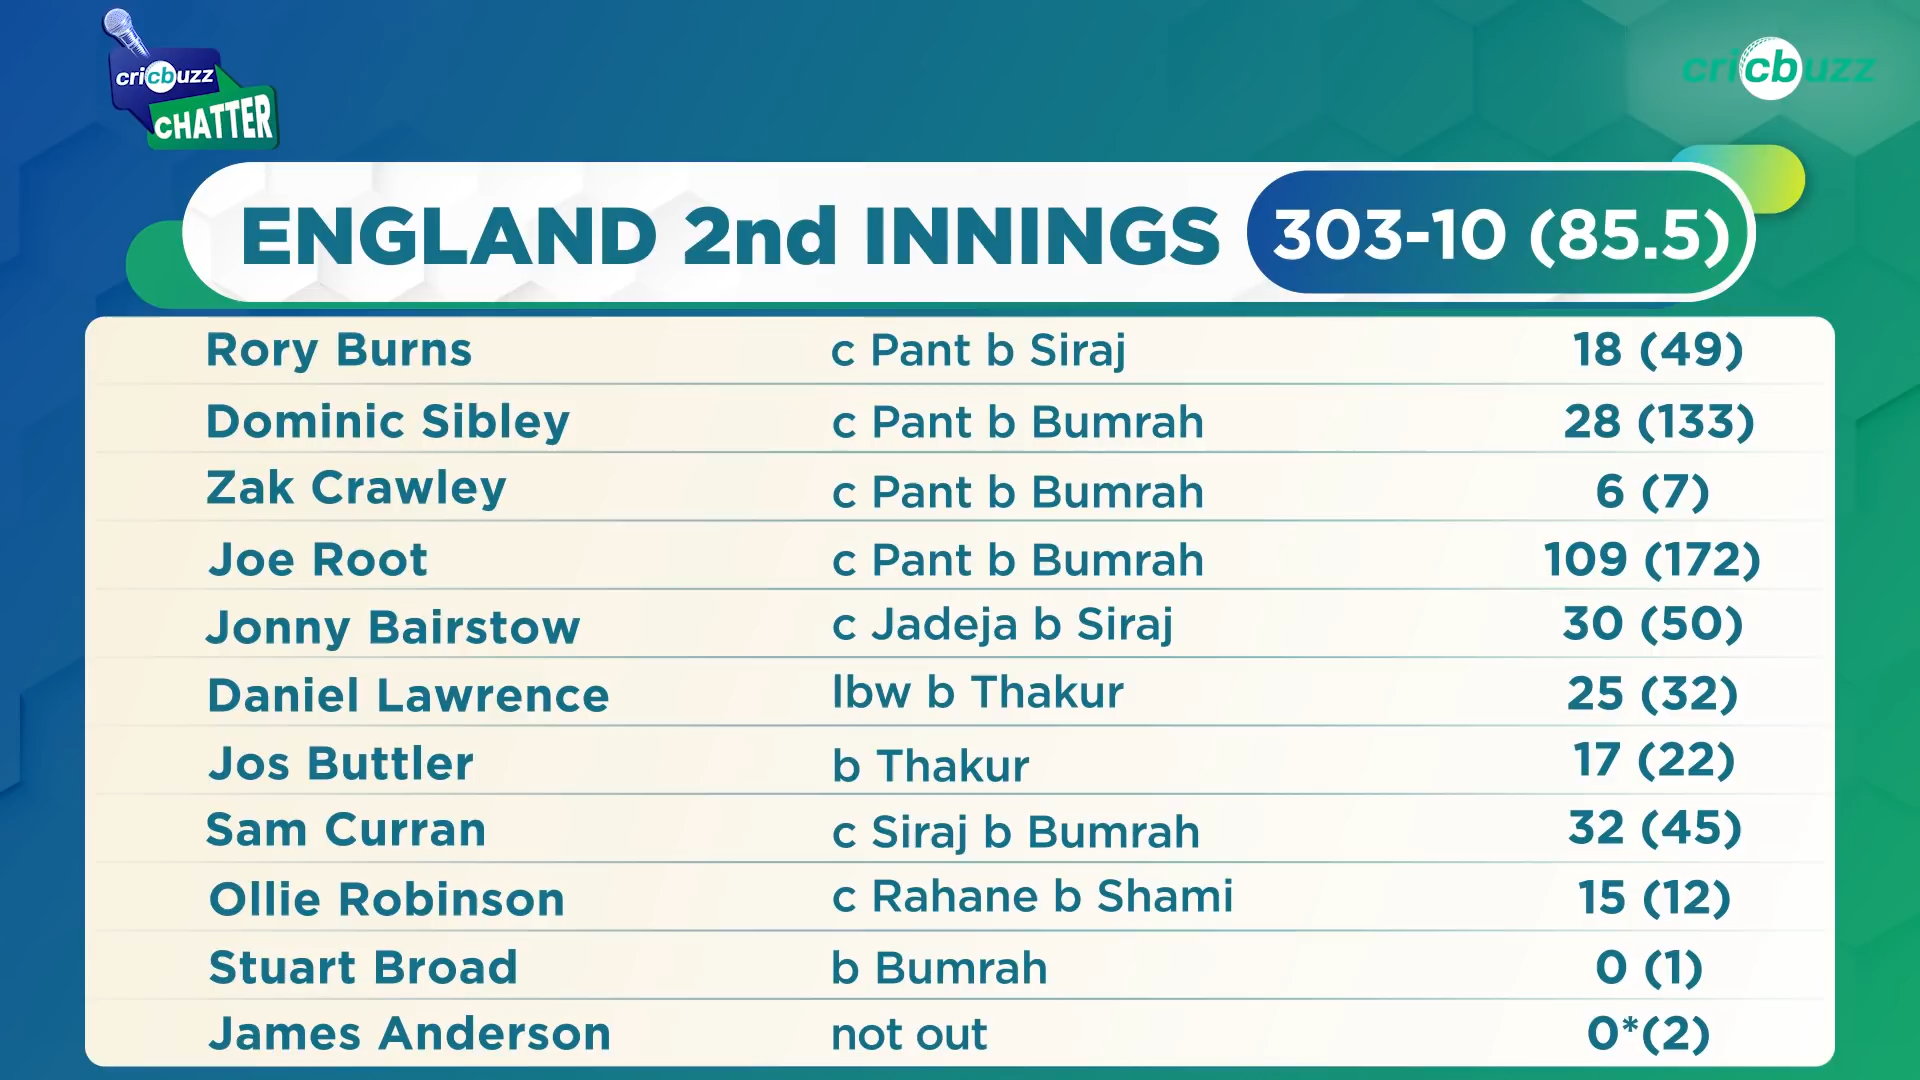 cricbuzz
CHATTER
cricbuzz
ENGLAND 2nd INNINGS 303-10 (85.5)
Rory Burns c Pant b Siraj 18 (49)
Dominic Sibley c Pant b Bumrah 28 (133)
Zak Crawley c Pant b Bumrah 6 (7)
Joe Root c Pant b Bumrah 109 (172)
Jonny Bairstow c Jadeja b Siraj 30 (50)
Daniel Lawrence lbw b Thakur 25 (32)
Jos Buttler b Thakur 17 (22)
Sam Curran c Siraj b Bumrah 32 (45)
Ollie Robinson c Rahane b Shami 15 (12)
Stuart Broad b Bumrah 0 (1)
James Anderson not out 0*(2)